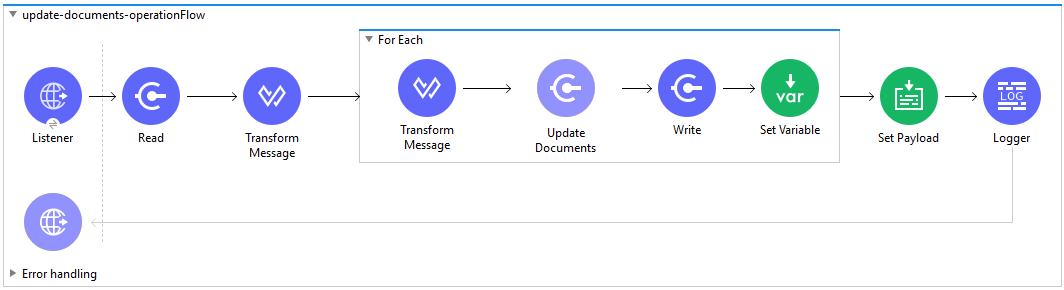 update-documents-operationFlow
For Each
Listener
Read
Transform
Message
Transform
Message
Update
Documents
Write
var
Set Variable
Set Payload
LOG
Logger
Error handling